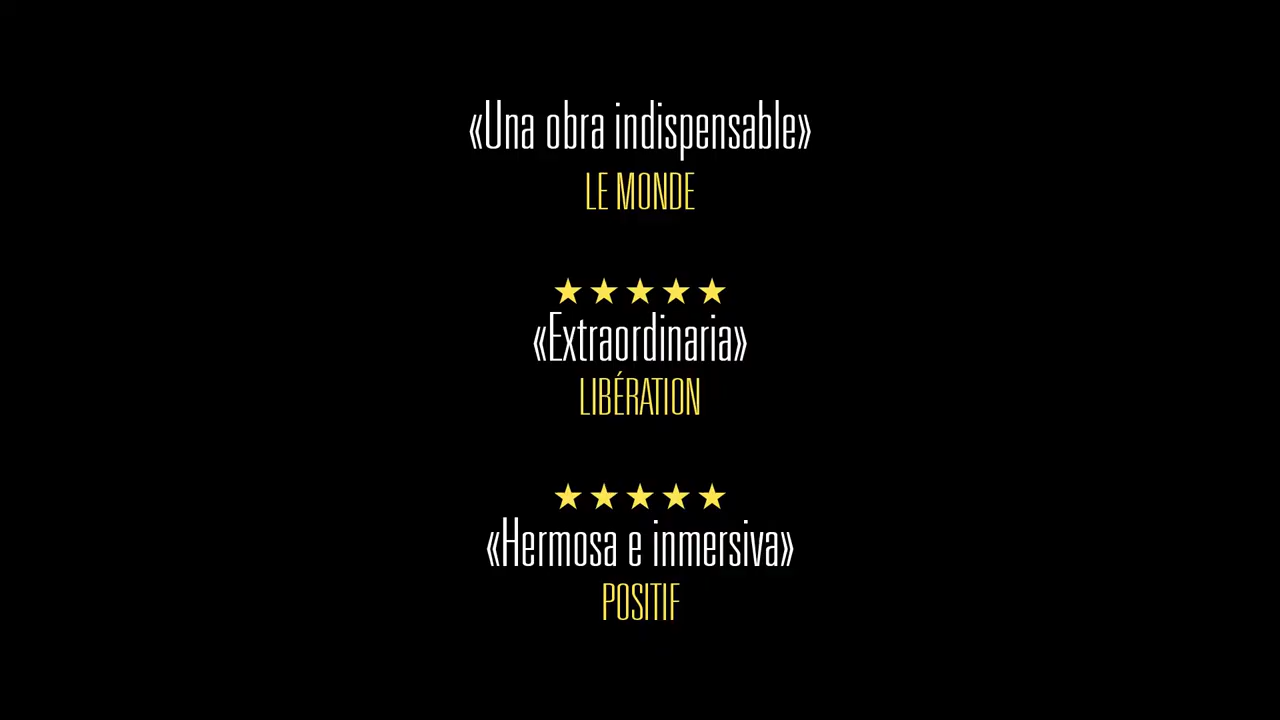 «Una obra indispensable»
LE MONDE
★★★★★
«Extraordinaria»
LIBÉRATION
★★★★★
«Hermosa e inmersiva»
POSITIF